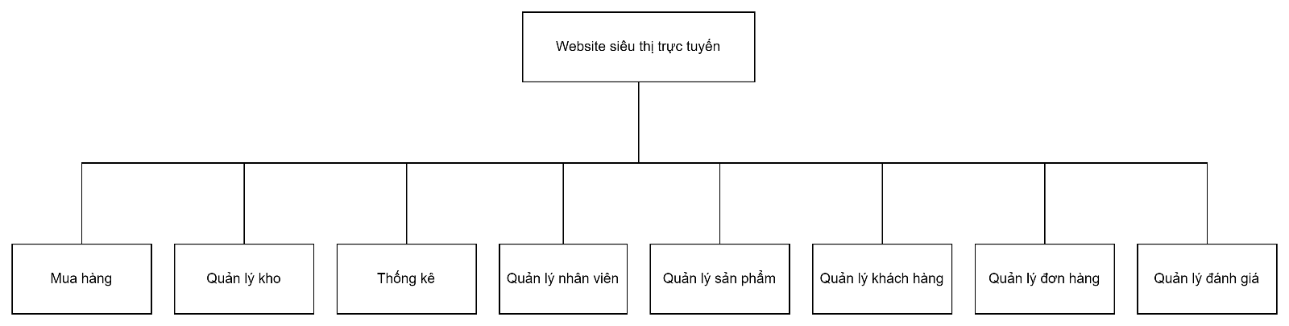 Website siêu thị trực tuyến
Mua hàng
Quản lý kho
Thống kê
Quản lý nhân viên
Quản lý sản phẩm
Quản lý khách hàng
Quản lý đơn hàng
Quản lý đánh giá